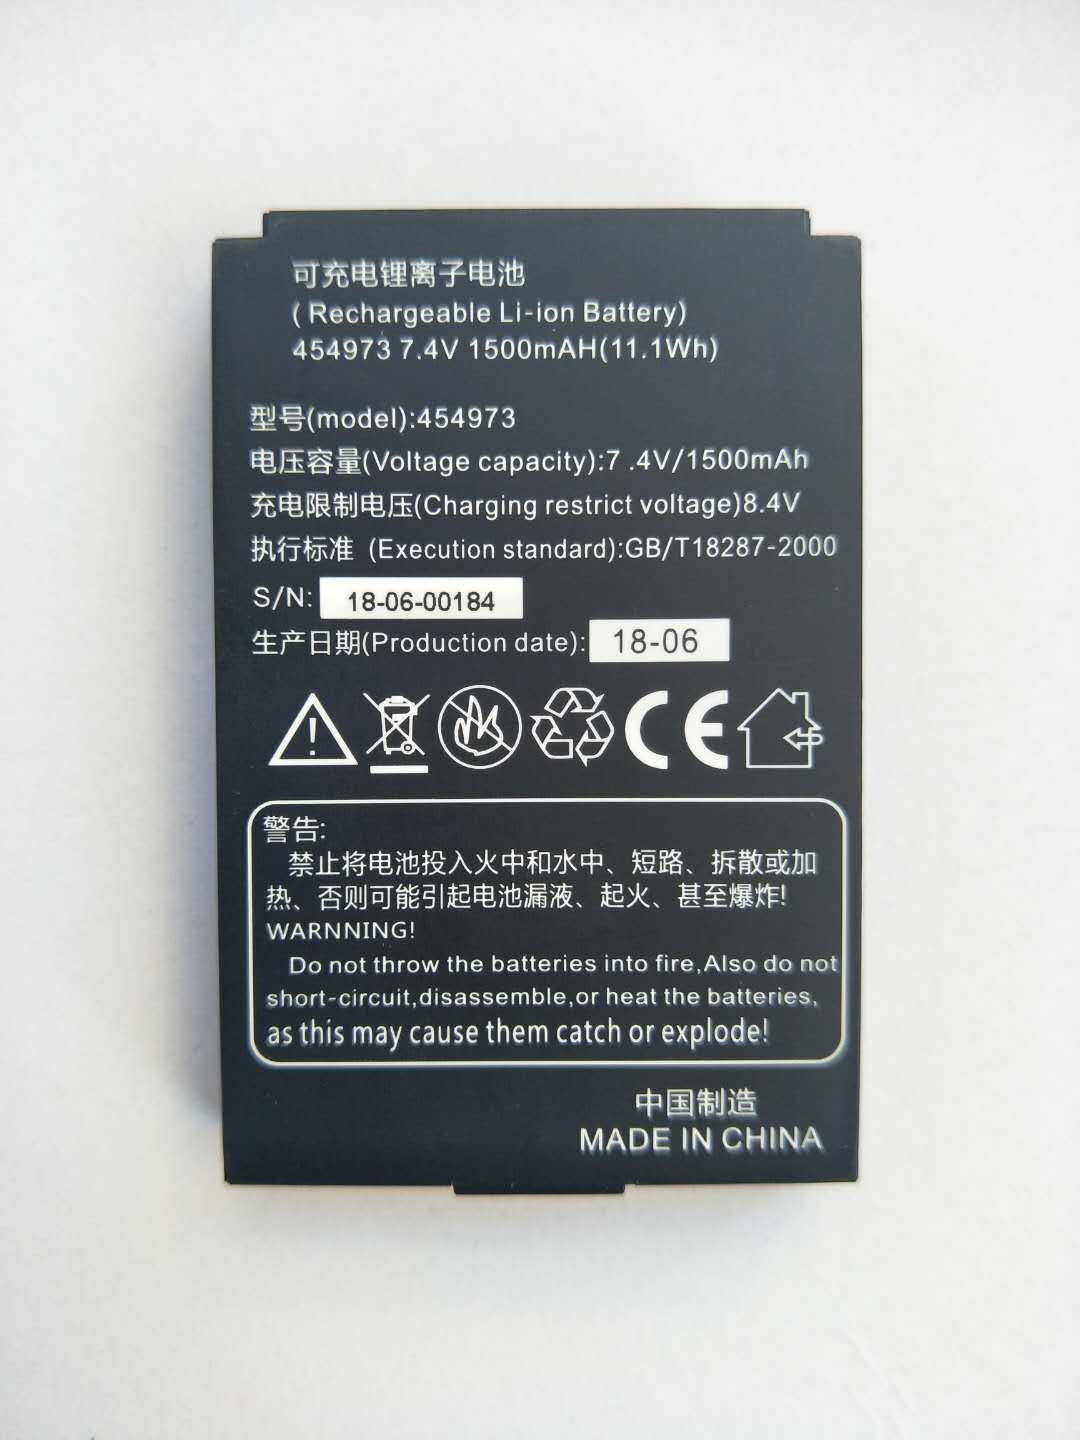 可充电锂离子电池
( Rechargeable Li-ion Battery)
454973 7.4V 1500mAH(11.1Wh)
型号(model):454973
电压容量(Voltage capacity):7 .4V/1500mAh
充电限制电压(Charging restrict voltage)8.4V
执行标准 (Execution standard):GB/T18287-2000
S/N: 18-06-00184
生产日期(Production date): 18-06
CE
警告:
禁止将电池投入火中和水中、短路、拆散或加
热、否则可能引起电池漏液、起火、甚至爆炸!
WARNNING!
Do not throw the batteries into fire,Also do not
short-circuit,disassemble,or heat the batteries,
as this may cause them catch or explode!
中国制造
MADE IN CHINA